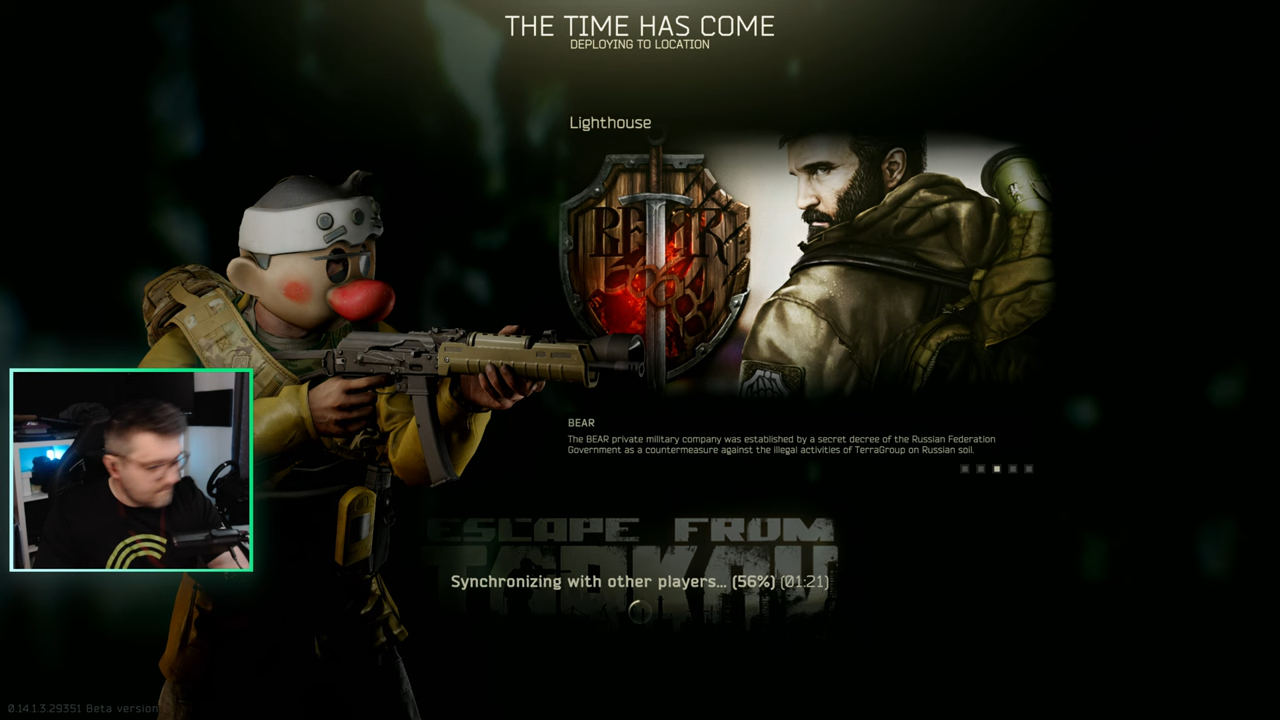 THE TIME HAS COME
DEPLOYING TO LOCATION
Lighthouse
BEAR
BEAR
The BEAR private military company was established by a secret decree of the Russian Federation
Government as a countermeasure against the illegal activities of TerraGroup on Russian soil.
ESCAPE FROM
TARKOV
Synchronizing with other players... (56%) (01:21)
0.14.1.3.29351 Beta version